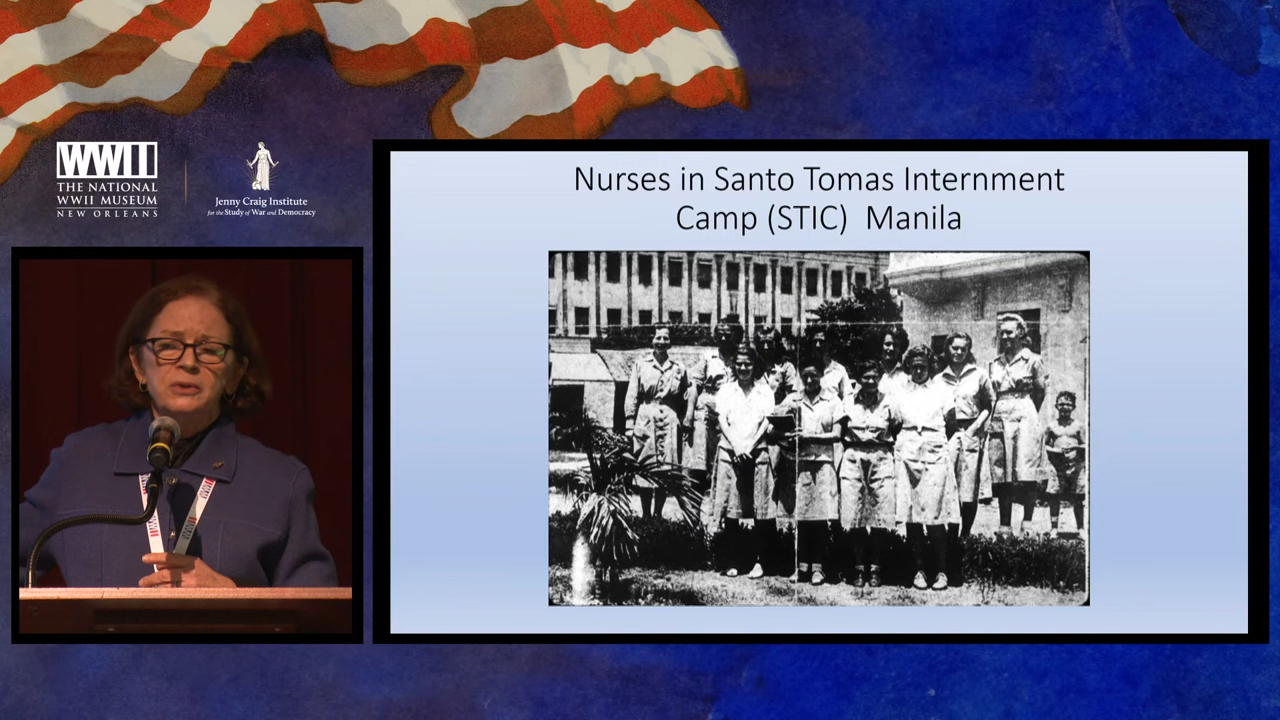 WWII
THE NATIONAL
WWII MUSEUM
NEW ORLEANS
Jenny Craig Institute
for the Study of War and Democracy
Nurses in Santo Tomas Internment
Camp (STIC) Manila